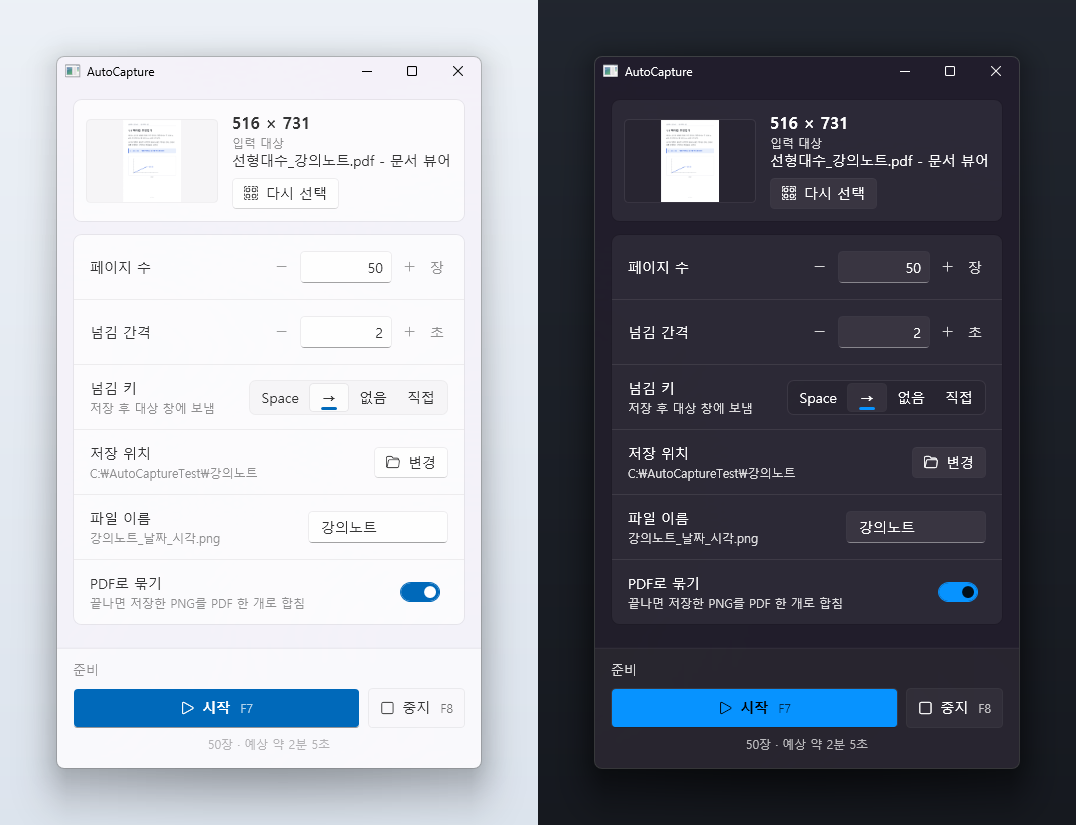 AutoCapture
516 × 731
입력 대상
선형대수_강의노트.pdf - 문서 뷰어
다시 선택
페이지 수 − 50 + 장
넘김 간격 − 2 + 초
넘김 키
저장 후 대상 창에 보냄
Space → 없음 직접
저장 위치
C:₩AutoCaptureTest₩강의노트
변경
파일 이름
강의노트_날짜_시각.png
강의노트
PDF로 묶기
끝나면 저장한 PNG를 PDF 한 개로 합침
준비
시작 F7
중지 F8
50장 · 예상 약 2분 5초
AutoCapture
516 × 731
입력 대상
선형대수_강의노트.pdf - 문서 뷰어
다시 선택
페이지 수 − 50 + 장
넘김 간격 − 2 + 초
넘김 키
저장 후 대상 창에 보냄
Space → 없음 직접
저장 위치
C:₩AutoCaptureTest₩강의노트
변경
파일 이름
강의노트_날짜_시각.png
강의노트
PDF로 묶기
끝나면 저장한 PNG를 PDF 한 개로 합침
준비
시작 F7
중지 F8
50장 · 예상 약 2분 5초